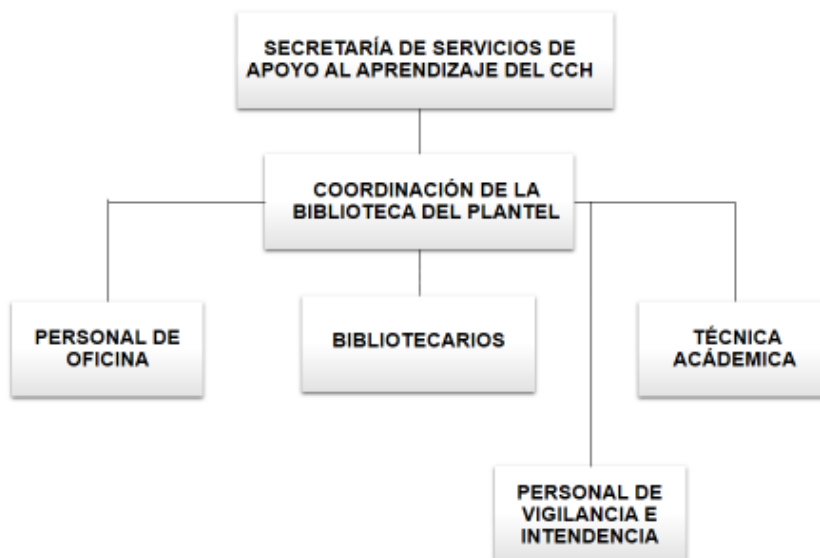 SECRETARÍA DE SERVICIOS DE
APOYO AL APRENDIZAJE DEL CCH
COORDINACIÓN DE LA
BIBLIOTECA DEL PLANTEL
PERSONAL DE
OFICINA
BIBLIOTECARIOS
TÉCNICA
ACÁDEMICA
PERSONAL DE
VIGILANCIA E
INTENDENCIA